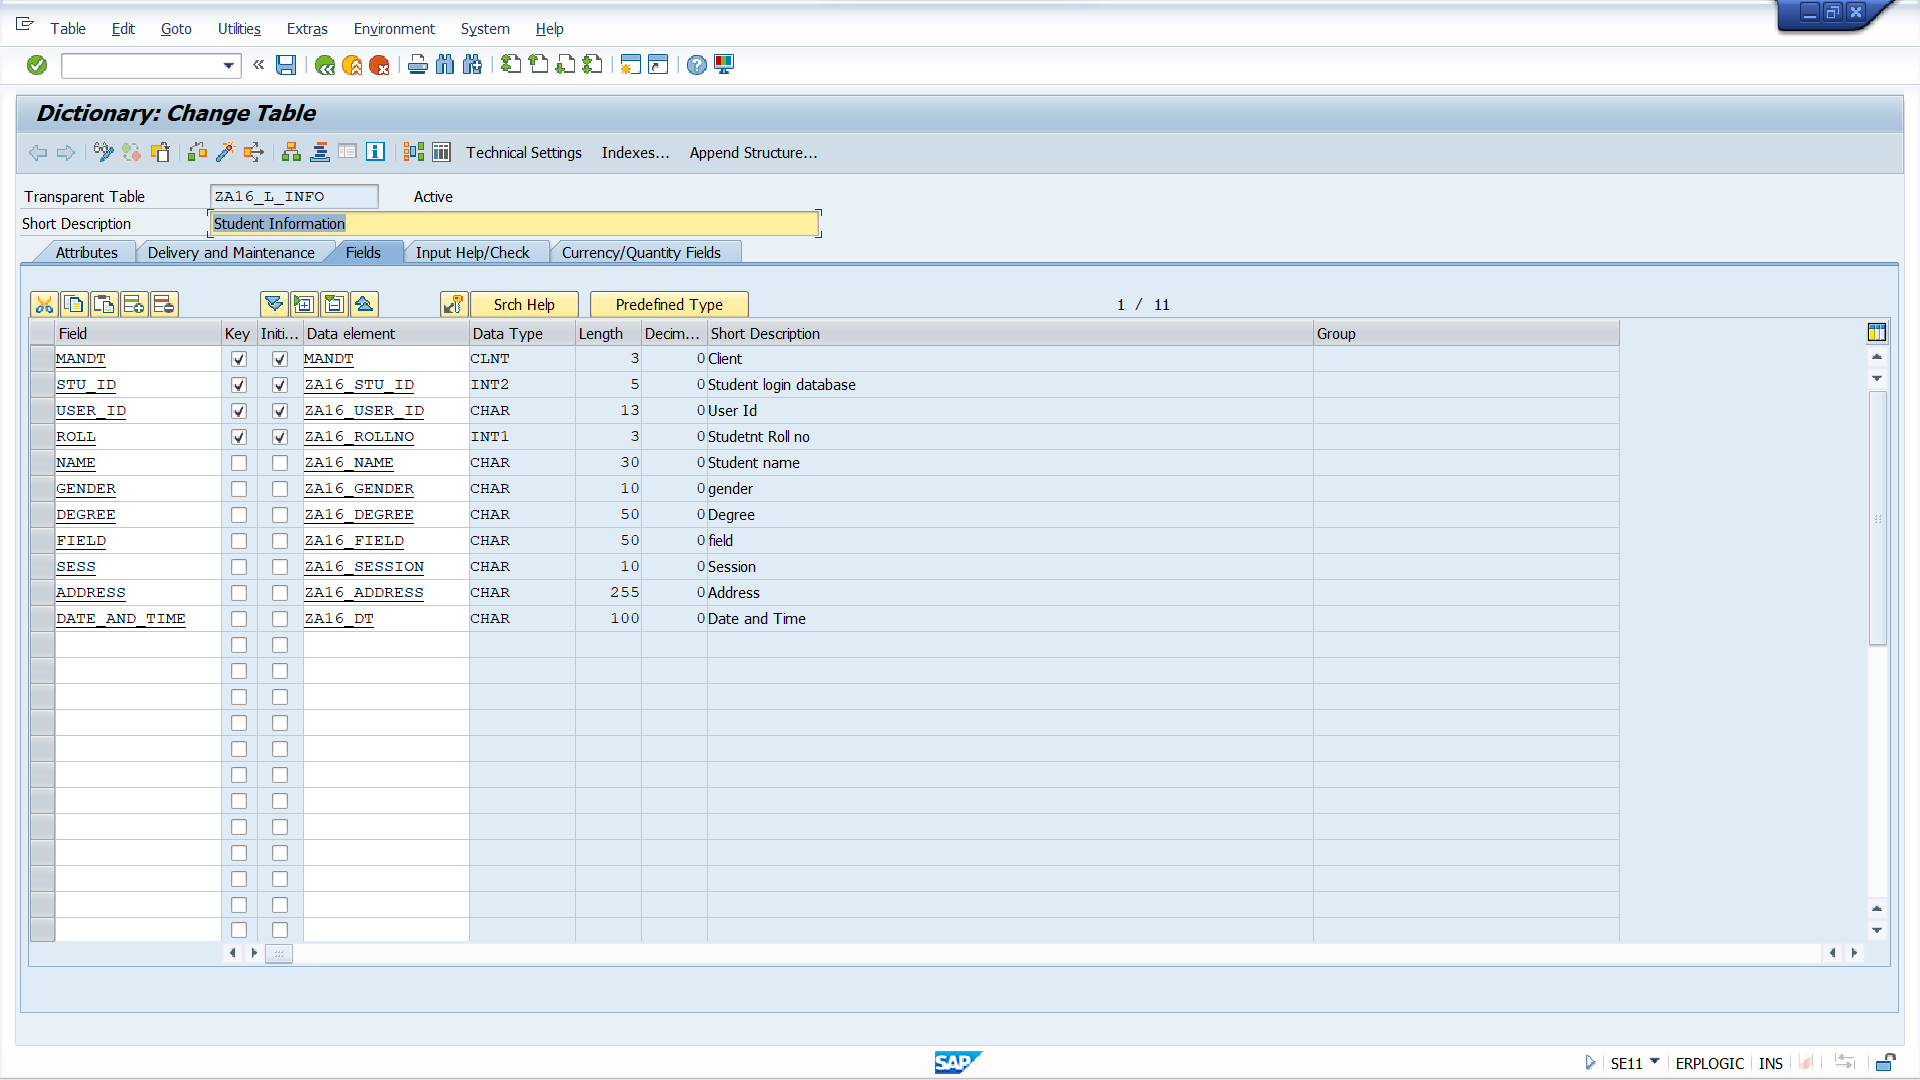 Table Edit Goto Utilities Extras Environment System Help
Dictionary: Change Table
Technical Settings Indexes... Append Structure...
Transparent Table ZA16_L_INFO Active
Short Description Student Information
Attributes Delivery and Maintenance Fields Input Help/Check Currency/Quantity Fields
Srch Help Predefined Type 1 / 11
Field Key Initi... Data element Data Type Length Decim... Short Description Group
MANDT MANDT CLNT 3 0 Client
STU_ID ZA16_STU_ID INT2 5 0 Student login database
USER_ID ZA16_USER_ID CHAR 13 0 User Id
ROLL ZA16_ROLLNO INT1 3 0 Studetnt Roll no
NAME ZA16_NAME CHAR 30 0 Student name
GENDER ZA16_GENDER CHAR 10 0 gender
DEGREE ZA16_DEGREE CHAR 50 0 Degree
FIELD ZA16_FIELD CHAR 50 0 field
SESS ZA16_SESSION CHAR 10 0 Session
ADDRESS ZA16_ADDRESS CHAR 255 0 Address
DATE_AND_TIME ZA16_DT CHAR 100 0 Date and Time
SAP SE11 ERPLOGIC INS